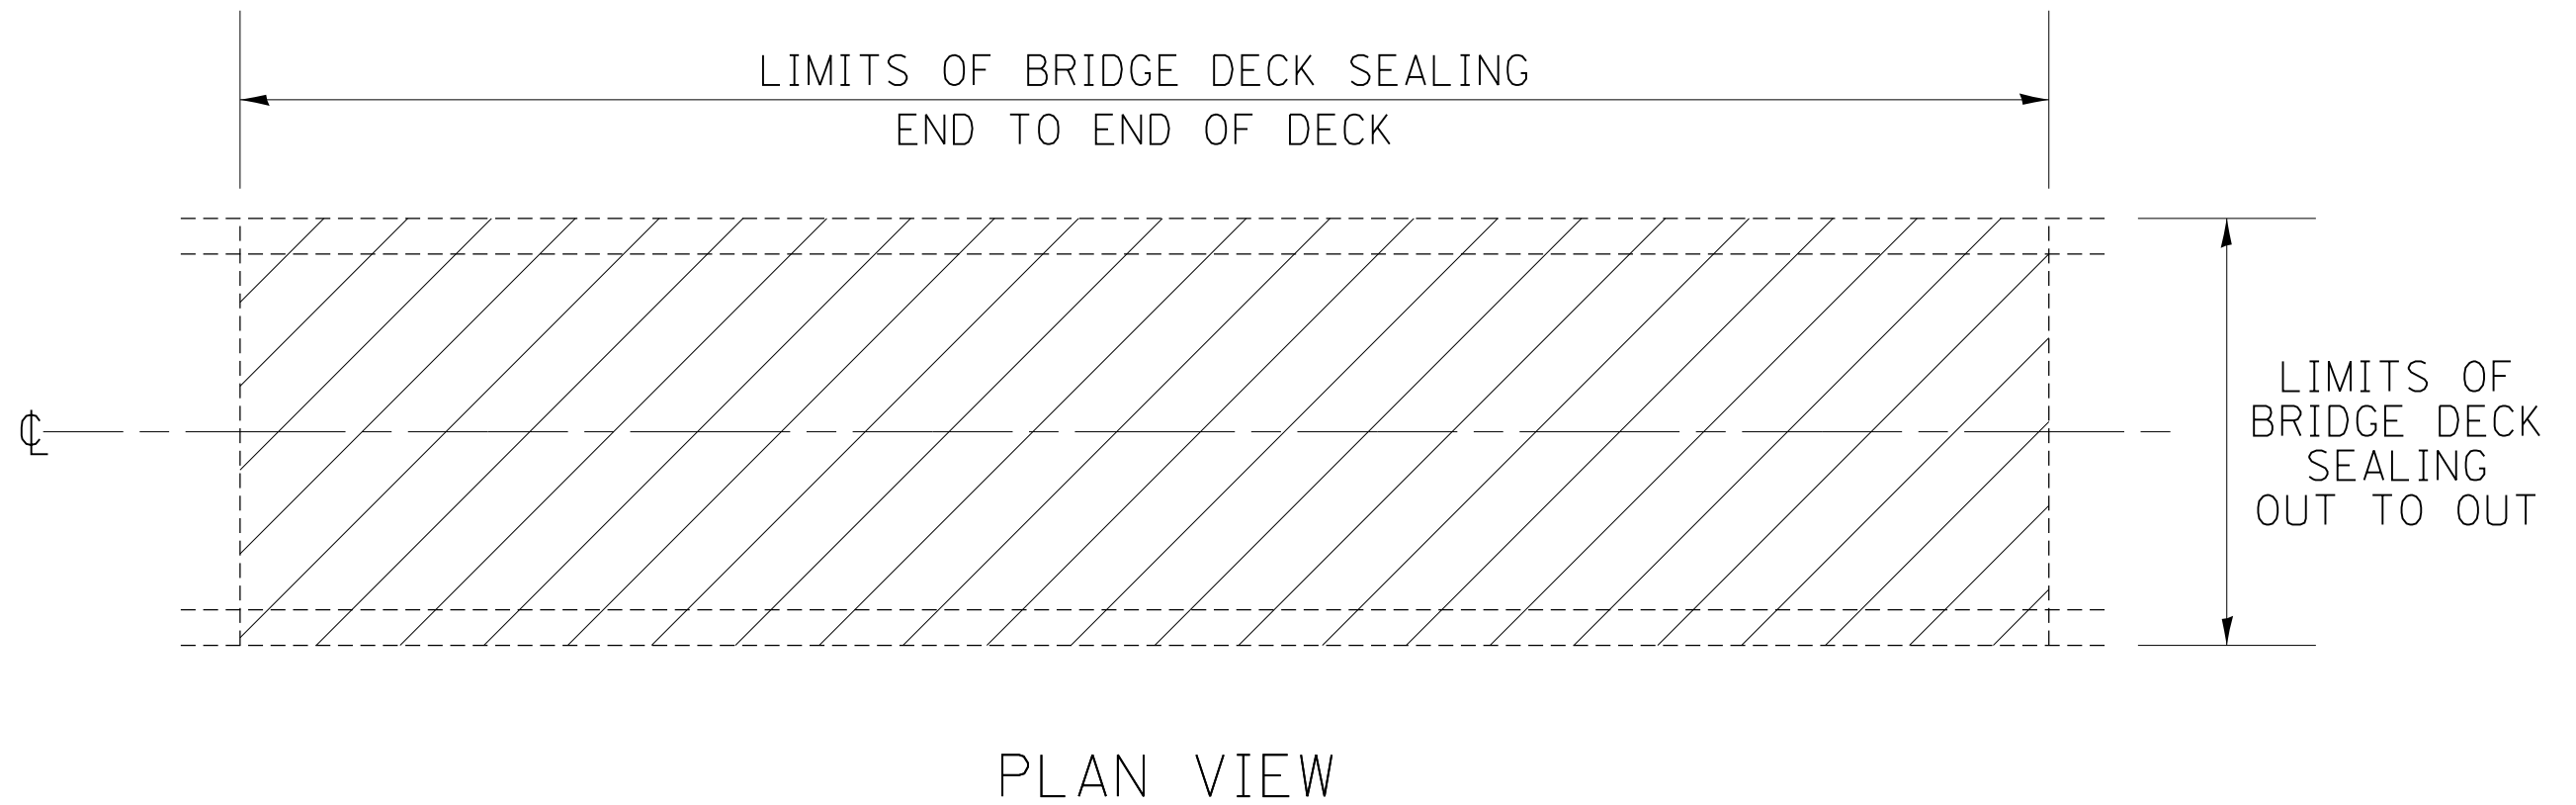 LIMITS OF BRIDGE DECK SEALING
END TO END OF DECK
℄
LIMITS OF
BRIDGE DECK
SEALING
OUT TO OUT
PLAN VIEW